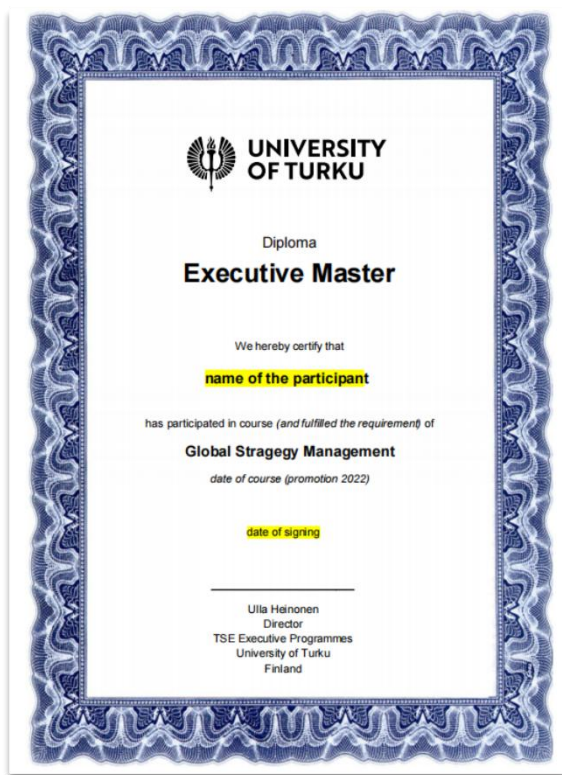 UNIVERSITY
OF TURKU
Diploma
Executive Master
We hereby certify that
name of the participant
has participated in course (and fulfilled the requirement) of
Global Stragegy Management
date of course (promotion 2022)
date of signing
Ulla Heinonen
Director
TSE Executive Programmes
University of Turku
Finland